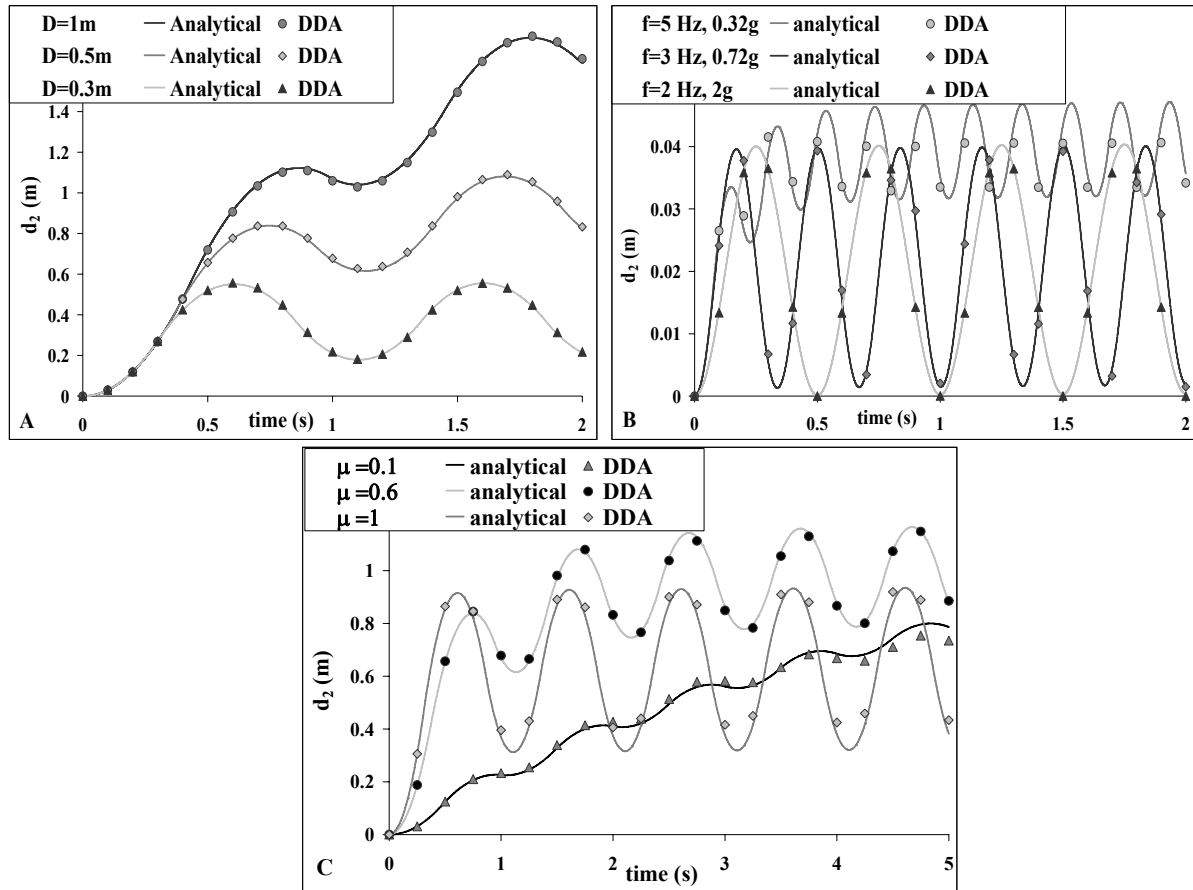 D=1m Analytical DDA
D=0.5m Analytical DDA
D=0.3m Analytical DDA
1.4
1.2
1
0.8
0.6
0.4
0.2
0
d2 (m)
0 0.5 1 1.5 2
A time (s)
f=5 Hz, 0.32g analytical DDA
f=3 Hz, 0.72g analytical DDA
f=2 Hz, 2g analytical DDA
0.04
0.03
0.02
0.01
0
d2 (m)
0 0.5 1 1.5 2
B time (s)
μ=0.1 analytical DDA
μ=0.6 analytical DDA
μ=1 analytical DDA
1
0.8
0.6
0.4
0.2
0
d2 (m)
0 1 2 3 4 5
C time (s)